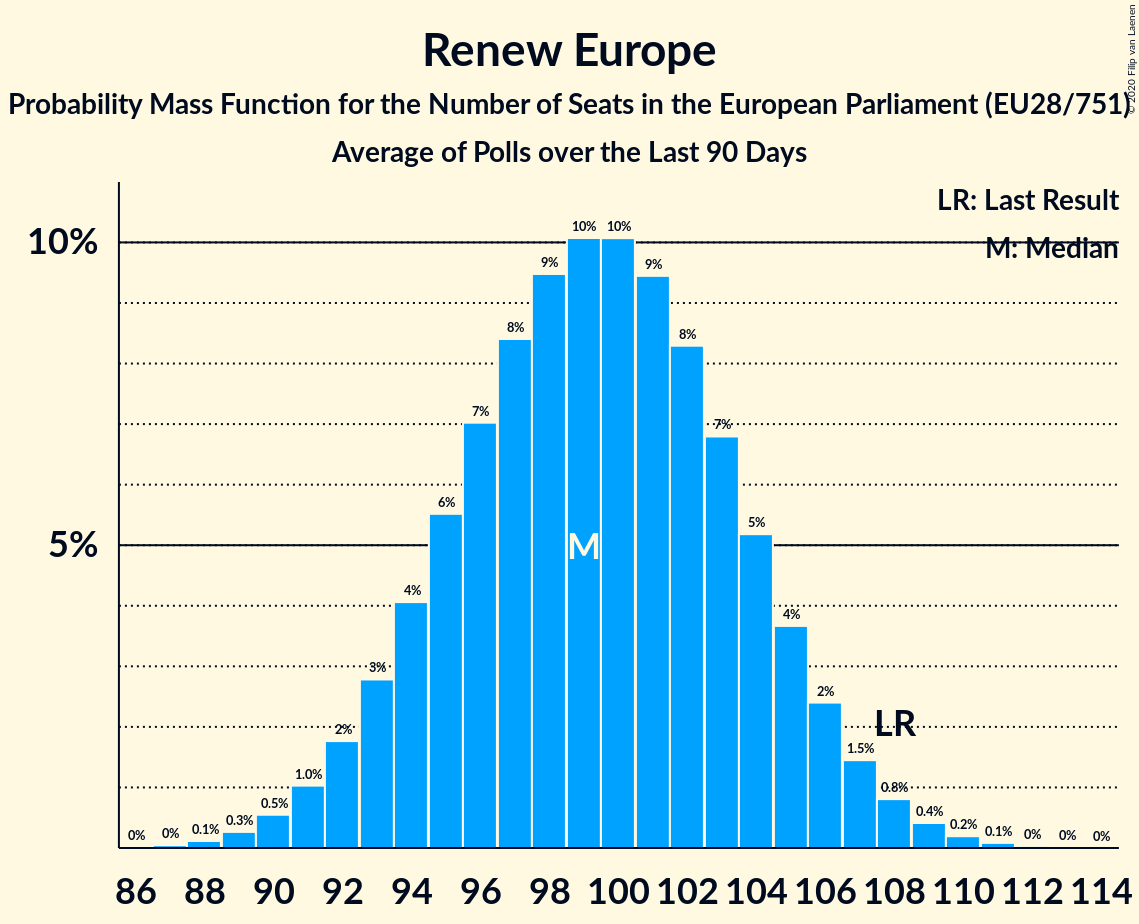 Renew Europe
Probability Mass Function for the Number of Seats in the European Parliament (EU28/751)
Average of Polls over the Last 90 Days
© 2020 Filip van Laenen
LR: Last Result
M: Median
10%
5%
0% 0% 0.1% 0.3% 0.5% 1.0% 2% 3% 4% 6% 7% 8% 9% 10% 10% 9% 8% 7% 5% 4% 2% 1.5% 0.8% 0.4% 0.2% 0.1% 0% 0% 0%
M
LR
86 88 90 92 94 96 98 100 102 104 106 108 110 112 114